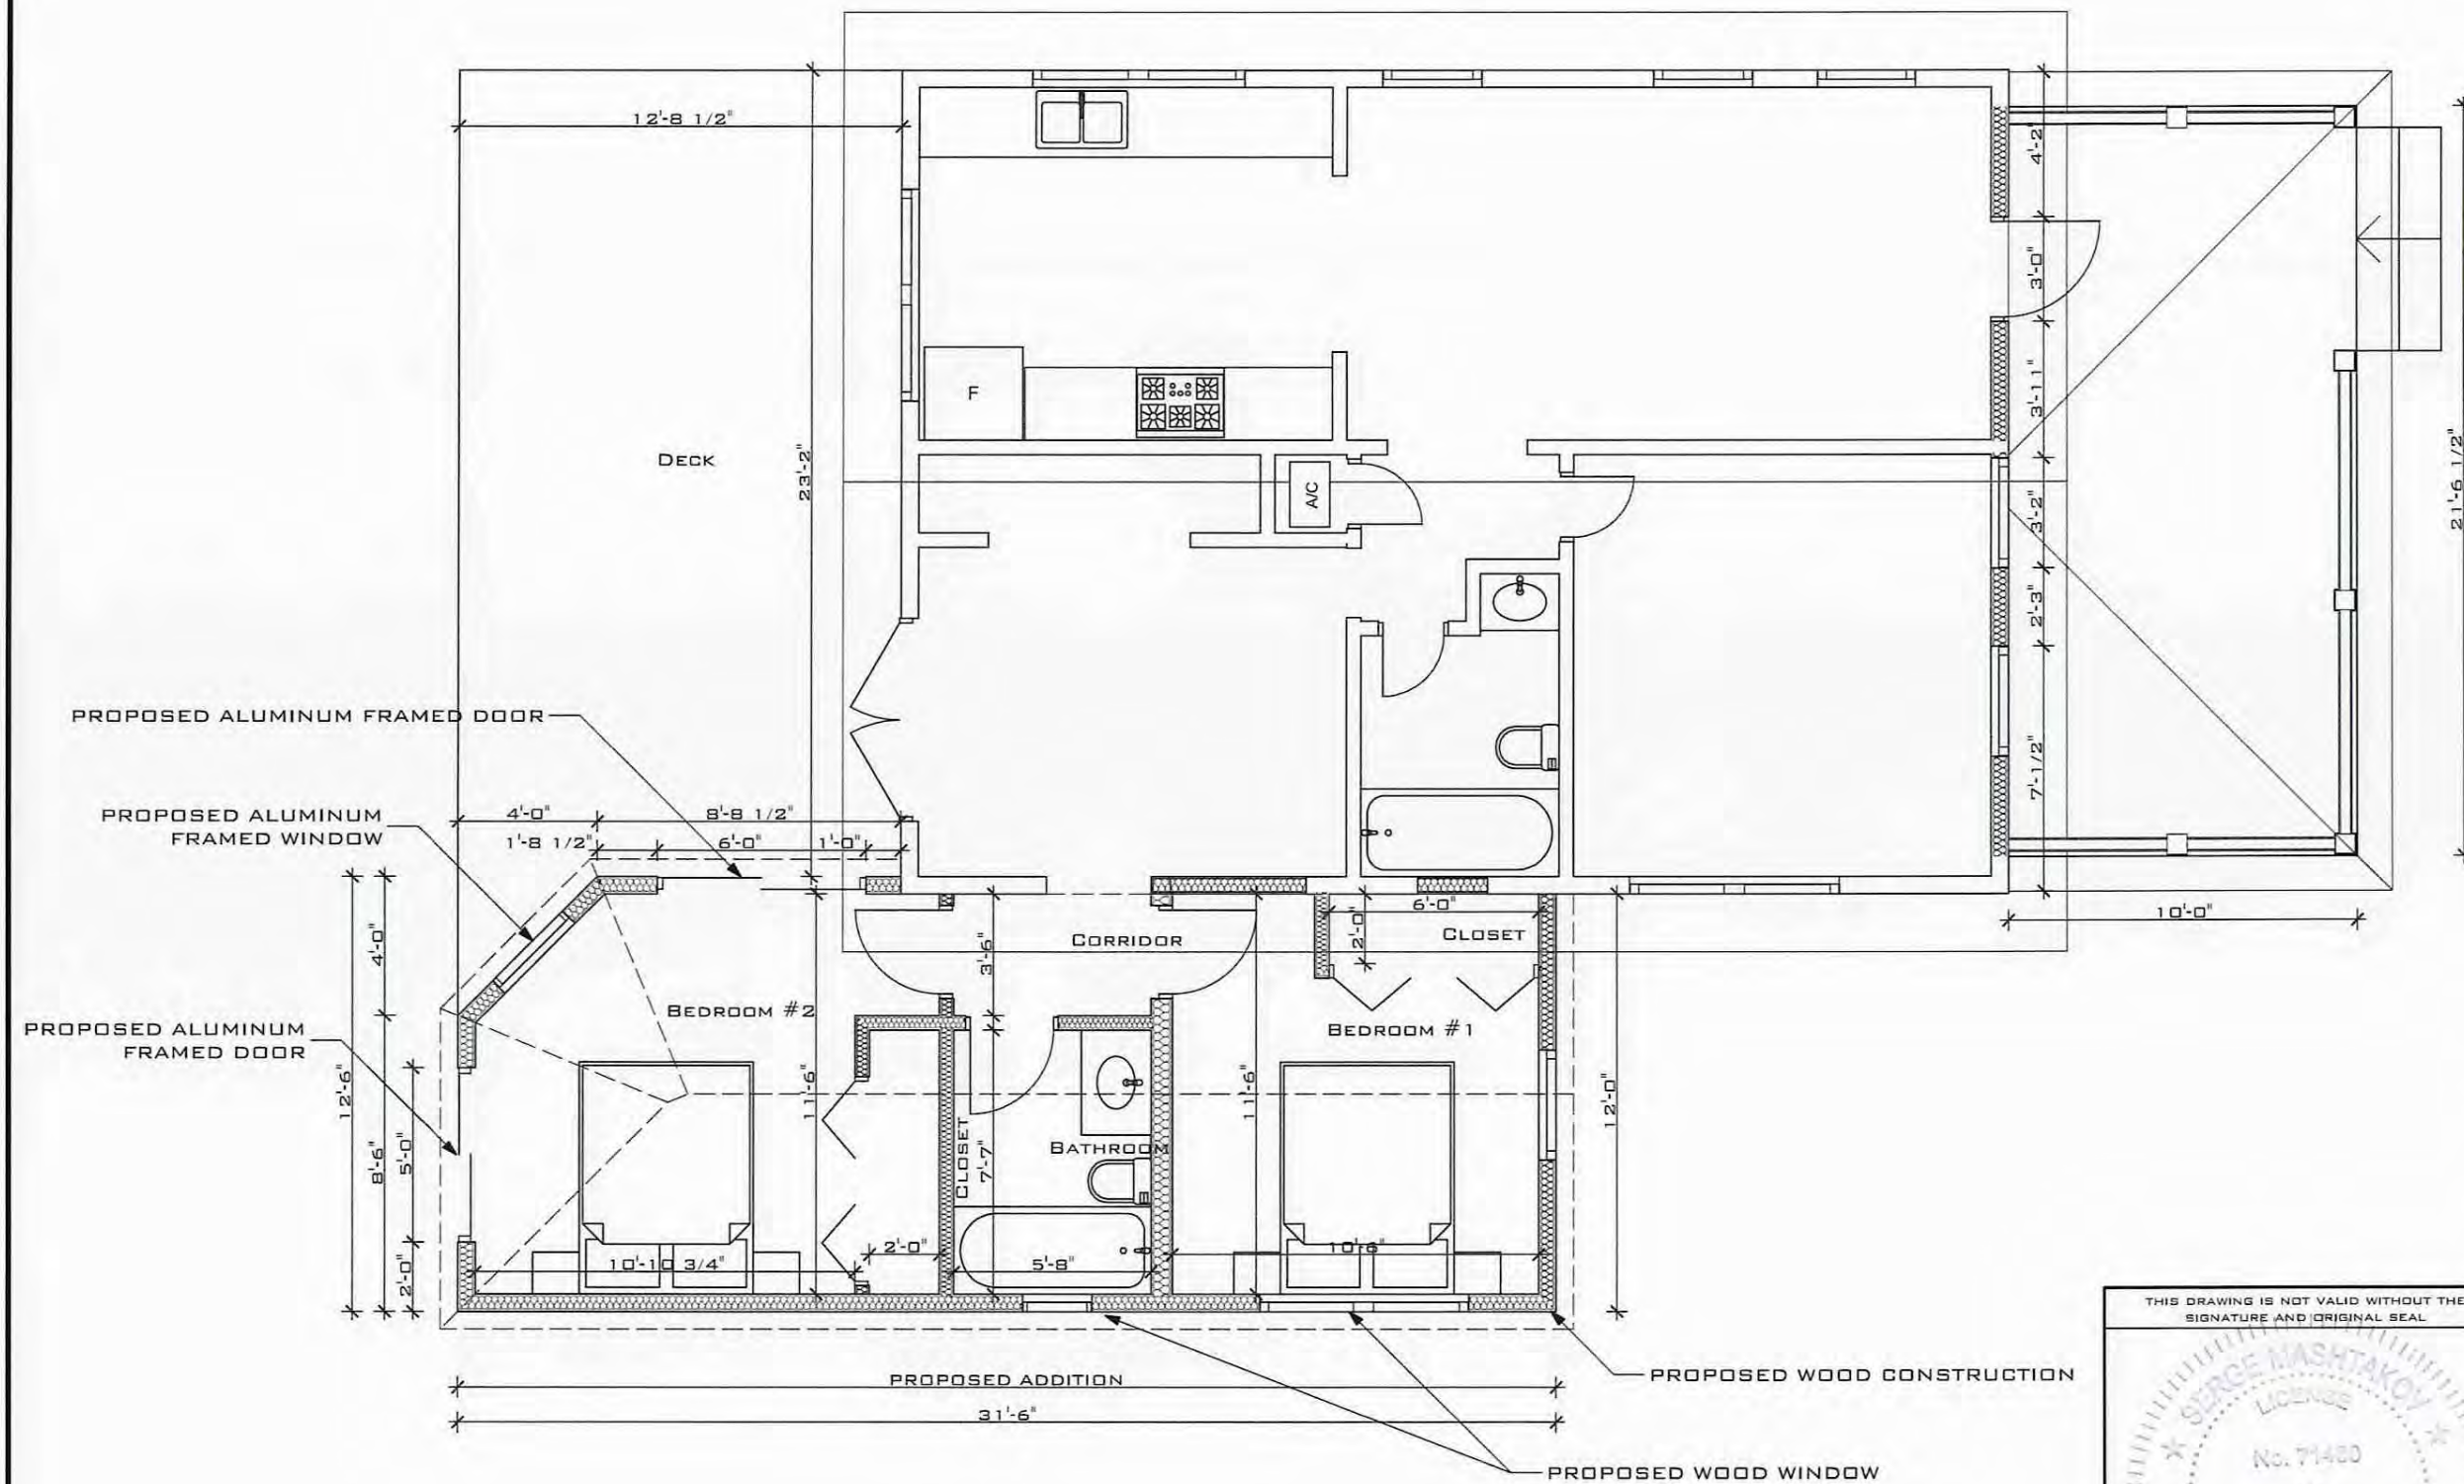 12'-8 1/2"
4'-2"
3'-0"
F
3'-11"
DECK
23'-2"
A/C
21'-6 1/2"
3'-2"
2'-3"
PROPOSED ALUMINUM FRAMED DOOR
7'-1/2"
PROPOSED ALUMINUM
FRAMED WINDOW
4'-0"
8'-8 1/2"
1'-8 1/2"
6'-0"
1'-0"
10'-0"
6'-0"
2'-0"
CLOSET
CORRIDOR
3'-6"
4'-0"
BEDROOM #2
BEDROOM #1
PROPOSED ALUMINUM
FRAMED DOOR
12'-6"
8'-6"
5'-0"
2'-0"
11'-6"
CLOSET
7'-7"
BATHROOM
11'-6"
12'-0"
10'-10 3/4"
2'-0"
5'-8"
10'-6"
THIS DRAWING IS NOT VALID WITHOUT THE
SIGNATURE AND ORIGINAL SEAL
SERGE MASHTAKOV
LICENSE
No. 71480
PROPOSED ADDITION
31'-6"
PROPOSED WOOD CONSTRUCTION
PROPOSED WOOD WINDOW